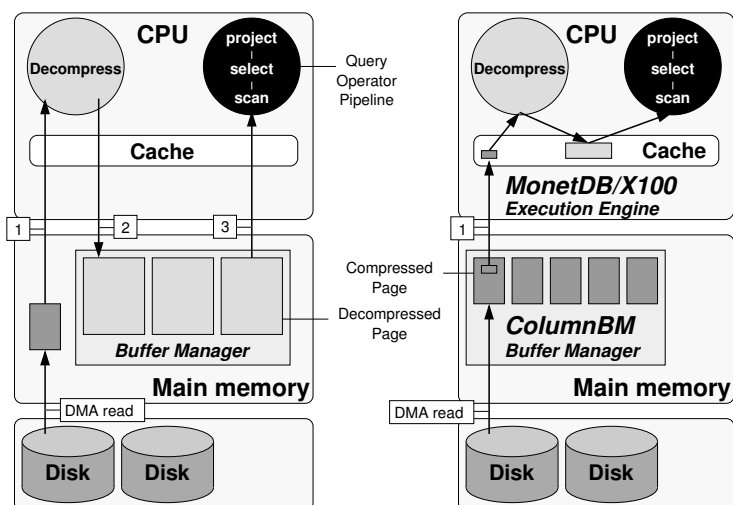 CPU
Decompress
project
select
scan
Cache
1
2
3
Buffer Manager
Main memory
DMA read
Disk
Disk
Query
Operator
Pipeline
Compressed
Page
Decompressed
Page
CPU
Decompress
project
select
scan
Cache
MonetDB/X100
Execution Engine
1
ColumnBM
Buffer Manager
Main memory
DMA read
Disk
Disk